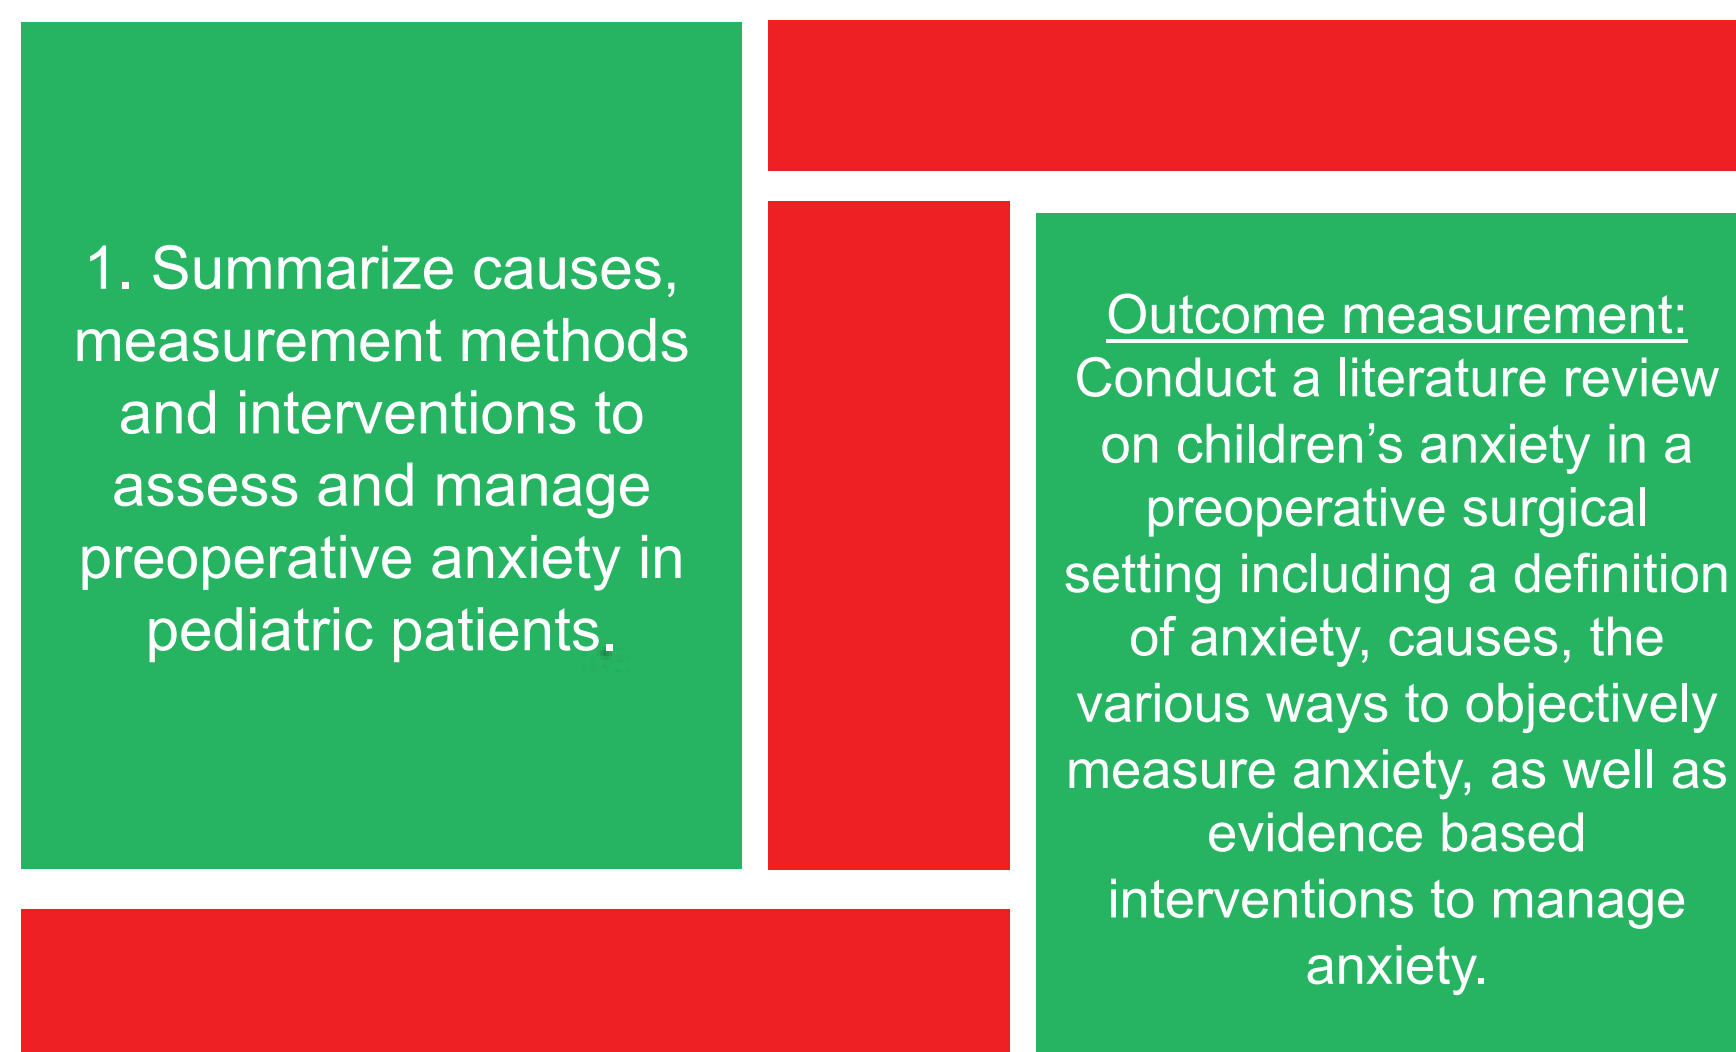 1. Summarize causes,
measurement methods
and interventions to
assess and manage
preoperative anxiety in
pediatric patients.
Outcome measurement:
Conduct a literature review
on children’s anxiety in a
preoperative surgical
setting including a definition
of anxiety, causes, the
various ways to objectively
measure anxiety, as well as
evidence based
interventions to manage
anxiety.